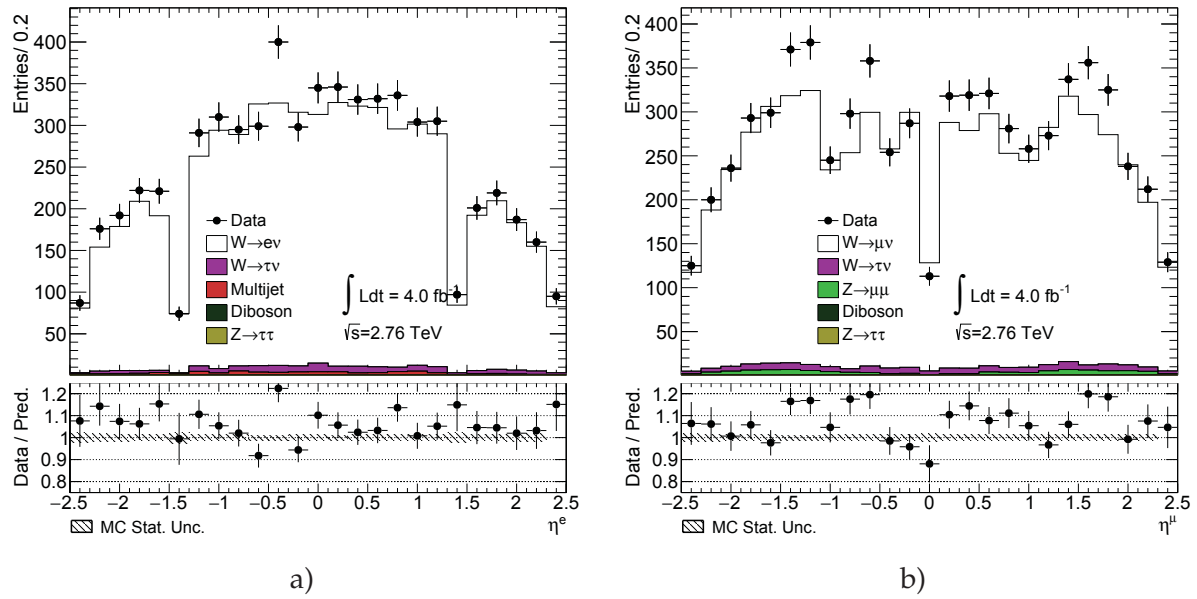 Entries/ 0.2
400
350
300
250
200
150
100
50
Data
W→eν
W→τν
Multijet
Diboson
Z→ττ
∫ Ldt = 4.0 fb⁻¹
√s=2.76 TeV
Data / Pred.
1.2
1.1
1
0.9
0.8
−2.5 −2 −1.5 −1 −0.5 0 0.5 1 1.5 2 2.5
MC Stat. Unc.
ηᵉ
a)
Entries/ 0.2
400
350
300
250
200
150
100
50
Data
W→μν
W→τν
Z→μμ
Diboson
Z→ττ
∫ Ldt = 4.0 fb⁻¹
√s=2.76 TeV
Data / Pred.
1.2
1.1
1
0.9
0.8
−2.5 −2 −1.5 −1 −0.5 0 0.5 1 1.5 2 2.5
MC Stat. Unc.
η^μ
b)